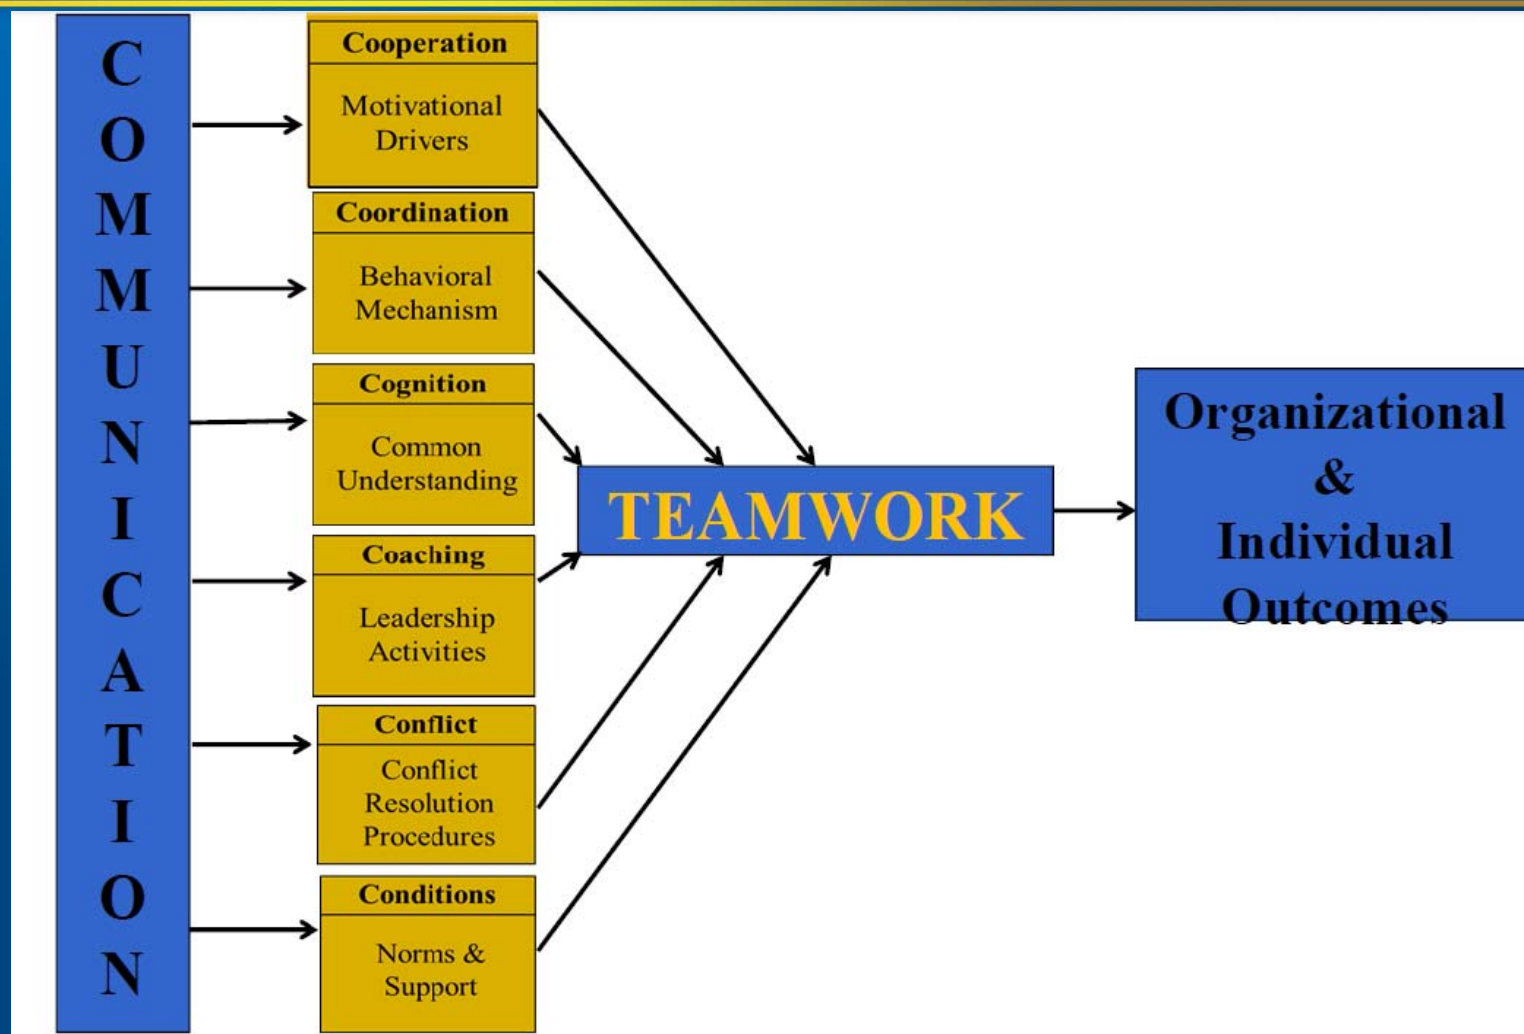 COMMUNICATION
Cooperation
Motivational
Drivers
Coordination
Behavioral
Mechanism
Cognition
Common
Understanding
Coaching
Leadership
Activities
Conflict
Conflict
Resolution
Procedures
Conditions
Norms &
Support
TEAMWORK
Organizational
&
Individual
Outcomes